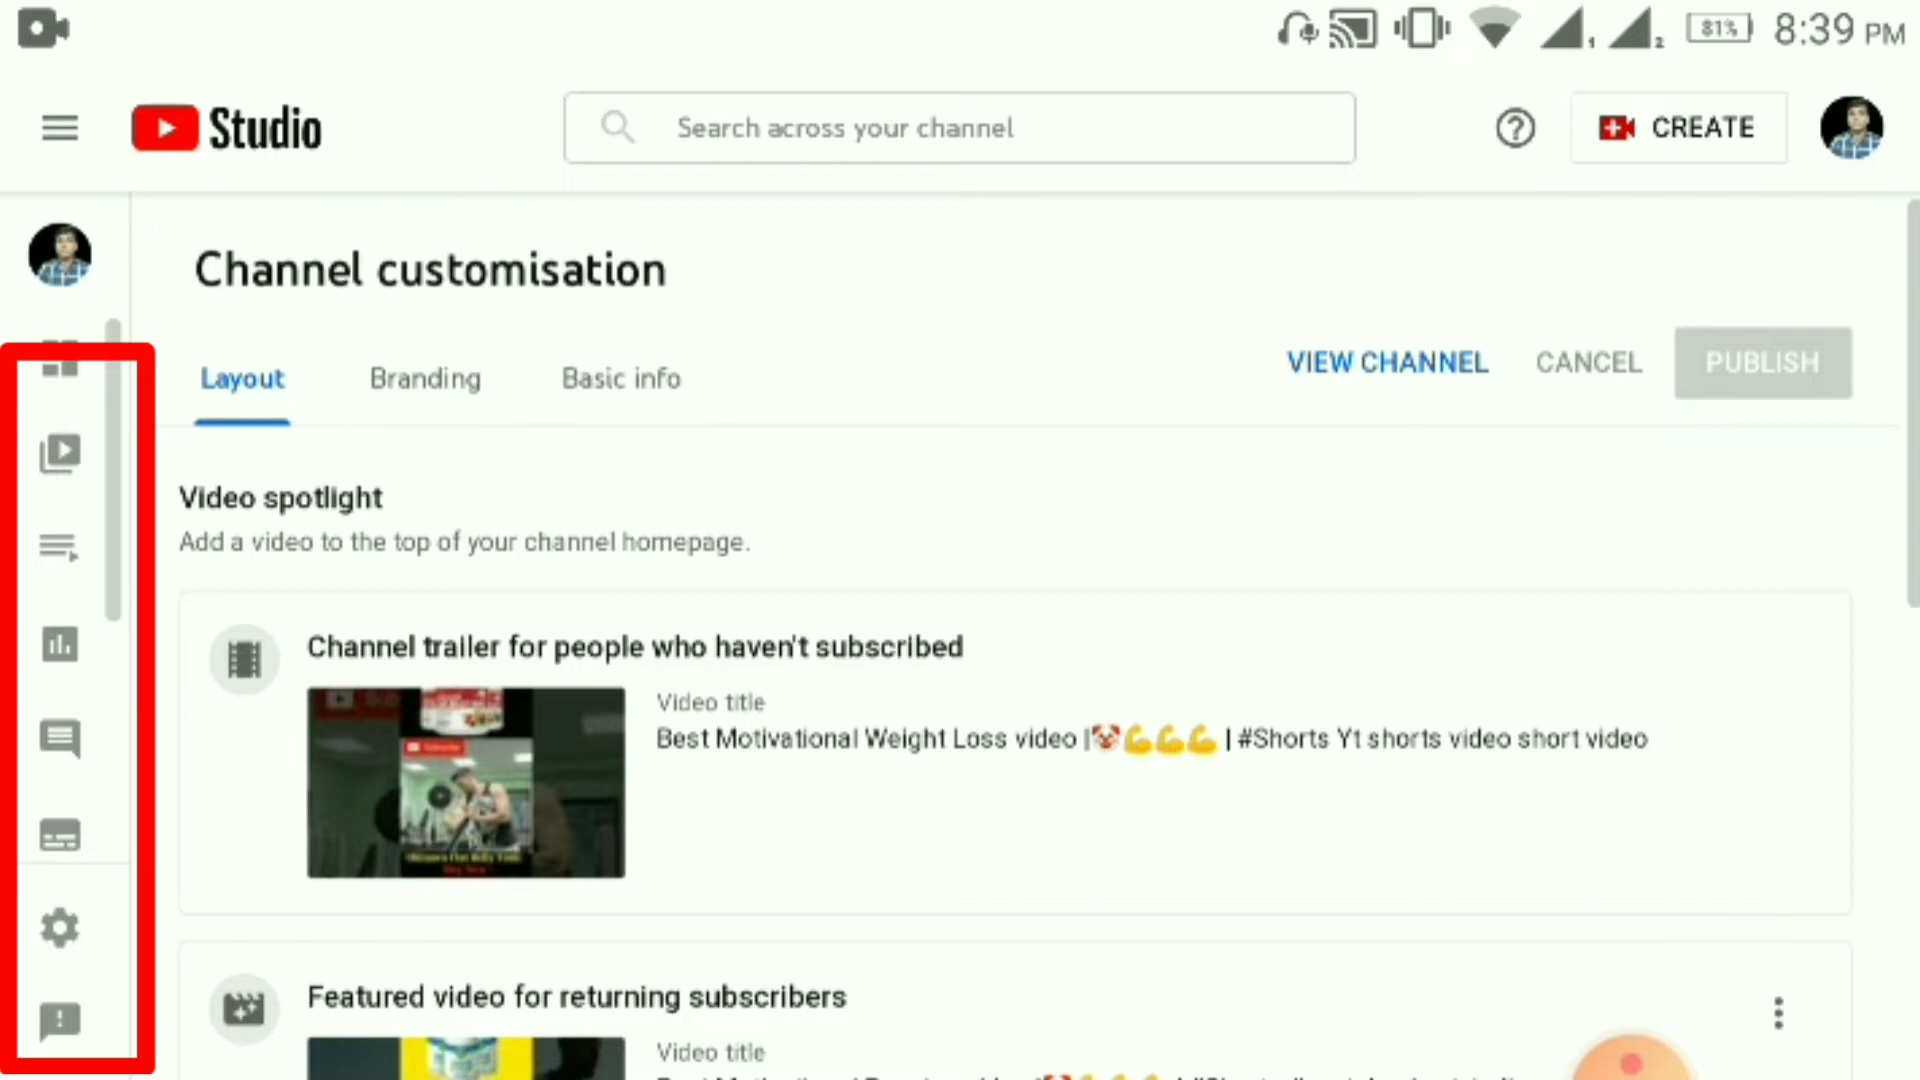 1 2 81% 8:39 PM
Studio
Search across your channel
CREATE
Channel customisation
Layout Branding Basic info
VIEW CHANNEL CANCEL PUBLISH
Video spotlight
Add a video to the top of your channel homepage.
Channel trailer for people who haven't subscribed
Video title
Best Motivational Weight Loss video |🤡💪💪💪 | #Shorts Yt shorts video short video
Featured video for returning subscribers
Video title